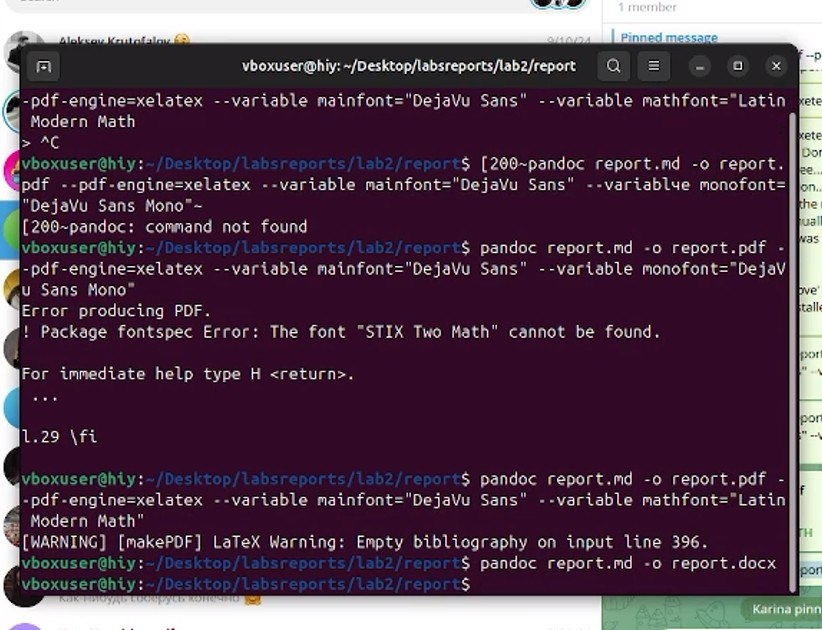 1 member
Aleksey Krutofalov
9/10/24
Pinned message
vboxuser@hiy: ~/Desktop/labsreports/lab2/report
-pdf-engine=xelatex --variable mainfont="DejaVu Sans" --variable mathfont="Latin
Modern Math
> ^C
vboxuser@hiy:~/Desktop/labsreports/lab2/report$ [200~pandoc report.md -o report.
pdf --pdf-engine=xelatex --variable mainfont="DejaVu Sans" --variablче monofont=
"DejaVu Sans Mono"~
[200~pandoc: command not found
vboxuser@hiy:~/Desktop/labsreports/lab2/report$ pandoc report.md -o report.pdf -
-pdf-engine=xelatex --variable mainfont="DejaVu Sans" --variable monofont="DejaV
u Sans Mono"
Error producing PDF.
! Package fontspec Error: The font "STIX Two Math" cannot be found.
For immediate help type H <return>.
...
l.29 \fi
vboxuser@hiy:~/Desktop/labsreports/lab2/report$ pandoc report.md -o report.pdf -
-pdf-engine=xelatex --variable mainfont="DejaVu Sans" --variable mathfont="Latin
Modern Math"
[WARNING] [makePDF] LaTeX Warning: Empty bibliography on input line 396.
vboxuser@hiy:~/Desktop/labsreports/lab2/report$ pandoc report.md -o report.docx
vboxuser@hiy:~/Desktop/labsreports/lab2/report$
Karina pinn